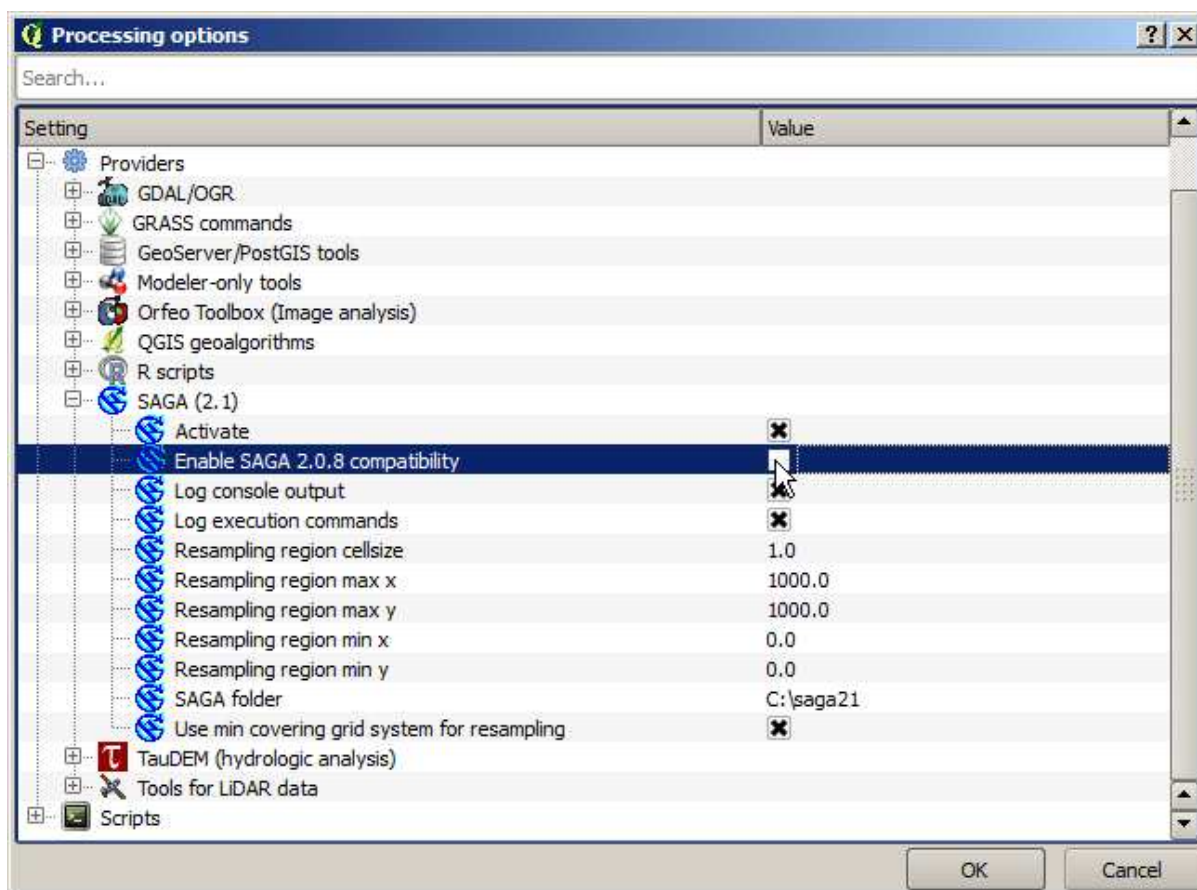 Processing options
Search...
Setting Value
Providers
GDAL/OGR
GRASS commands
GeoServer/PostGIS tools
Modeler-only tools
Orfeo Toolbox (Image analysis)
QGIS geoalgorithms
R scripts
SAGA (2.1)
Activate
Enable SAGA 2.0.8 compatibility
Log console output
Log execution commands
Resampling region cellsize 1.0
Resampling region max x 1000.0
Resampling region max y 1000.0
Resampling region min x 0.0
Resampling region min y 0.0
SAGA folder C:\saga21
Use min covering grid system for resampling
TauDEM (hydrologic analysis)
Tools for LiDAR data
Scripts
OK Cancel